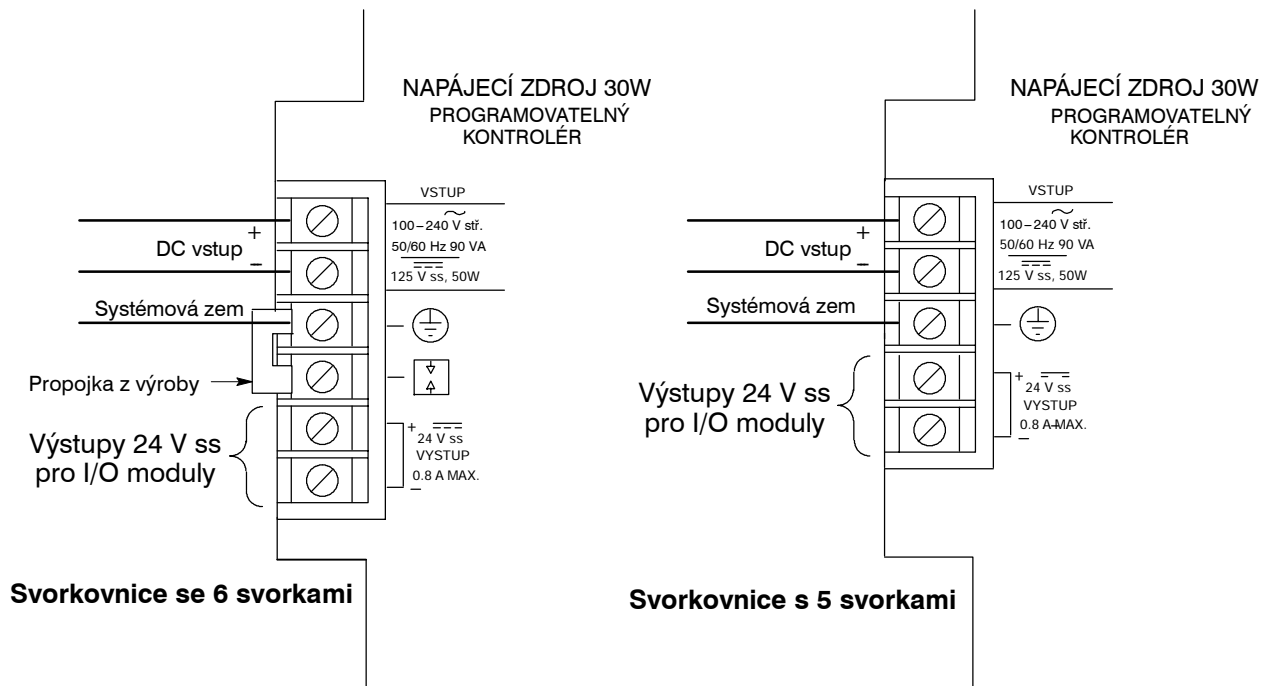 NAPÁJECÍ ZDROJ 30W
PROGRAMOVATELNÝ
KONTROLÉR
VSTUP
100–240 V stř.
50/60 Hz 90 VA
125 V ss, 50W
+
DC vstup
–
Systémová zem
Propojka z výroby
Výstupy 24 V ss
pro I/O moduly
+
24 V ss
VYSTUP
0.8 A MAX.
–
Svorkovnice se 6 svorkami
NAPÁJECÍ ZDROJ 30W
PROGRAMOVATELNÝ
KONTROLÉR
VSTUP
100–240 V stř.
50/60 Hz 90 VA
125 V ss, 50W
+
DC vstup
–
Systémová zem
Výstupy 24 V ss
pro I/O moduly
+
24 V ss
VYSTUP
0.8 A MAX.
–
Svorkovnice s 5 svorkami